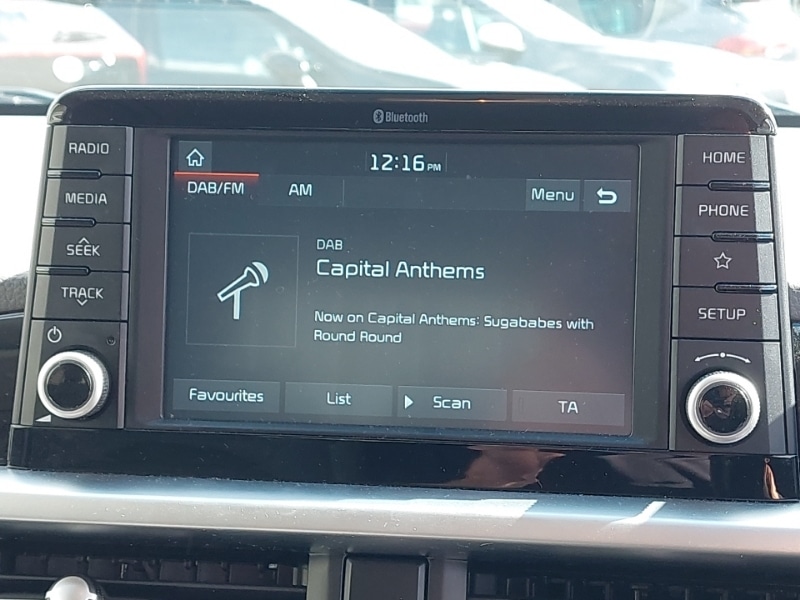 Bluetooth
RADIO
MEDIA
SEEK
TRACK
12:16 PM
DAB/FM
AM
Menu
DAB
Capital Anthems
Now on Capital Anthems: Sugababes with
Round Round
Favourites
List
Scan
TA
HOME
PHONE
SETUP